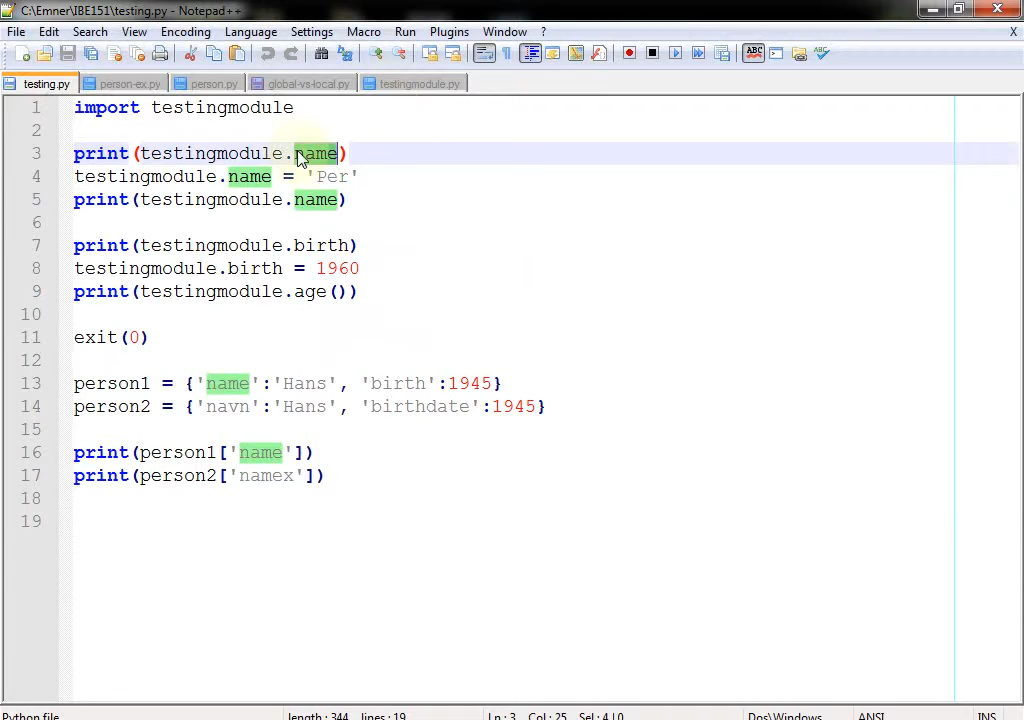 C:\Emner\IBE151\testing.py - Notepad++
File Edit Search View Encoding Language Settings Macro Run Plugins Window ? X
ABC ABC
testing.py person-ex.py person.py global-vs-local.py testingmodule.py
1 import testingmodule
2
3 print(testingmodule.name)
4 testingmodule.name = 'Per'
5 print(testingmodule.name)
6
7 print(testingmodule.birth)
8 testingmodule.birth = 1960
9 print(testingmodule.age())
10
11 exit(0)
12
13 person1 = {'name':'Hans', 'birth':1945}
14 person2 = {'navn':'Hans', 'birthdate':1945}
15
16 print(person1['name'])
17 print(person2['namex'])
18
19
Python file length : 344 lines : 19 Ln : 3 Col : 25 Sel : 4 | 0 Dos\Windows ANSI INS